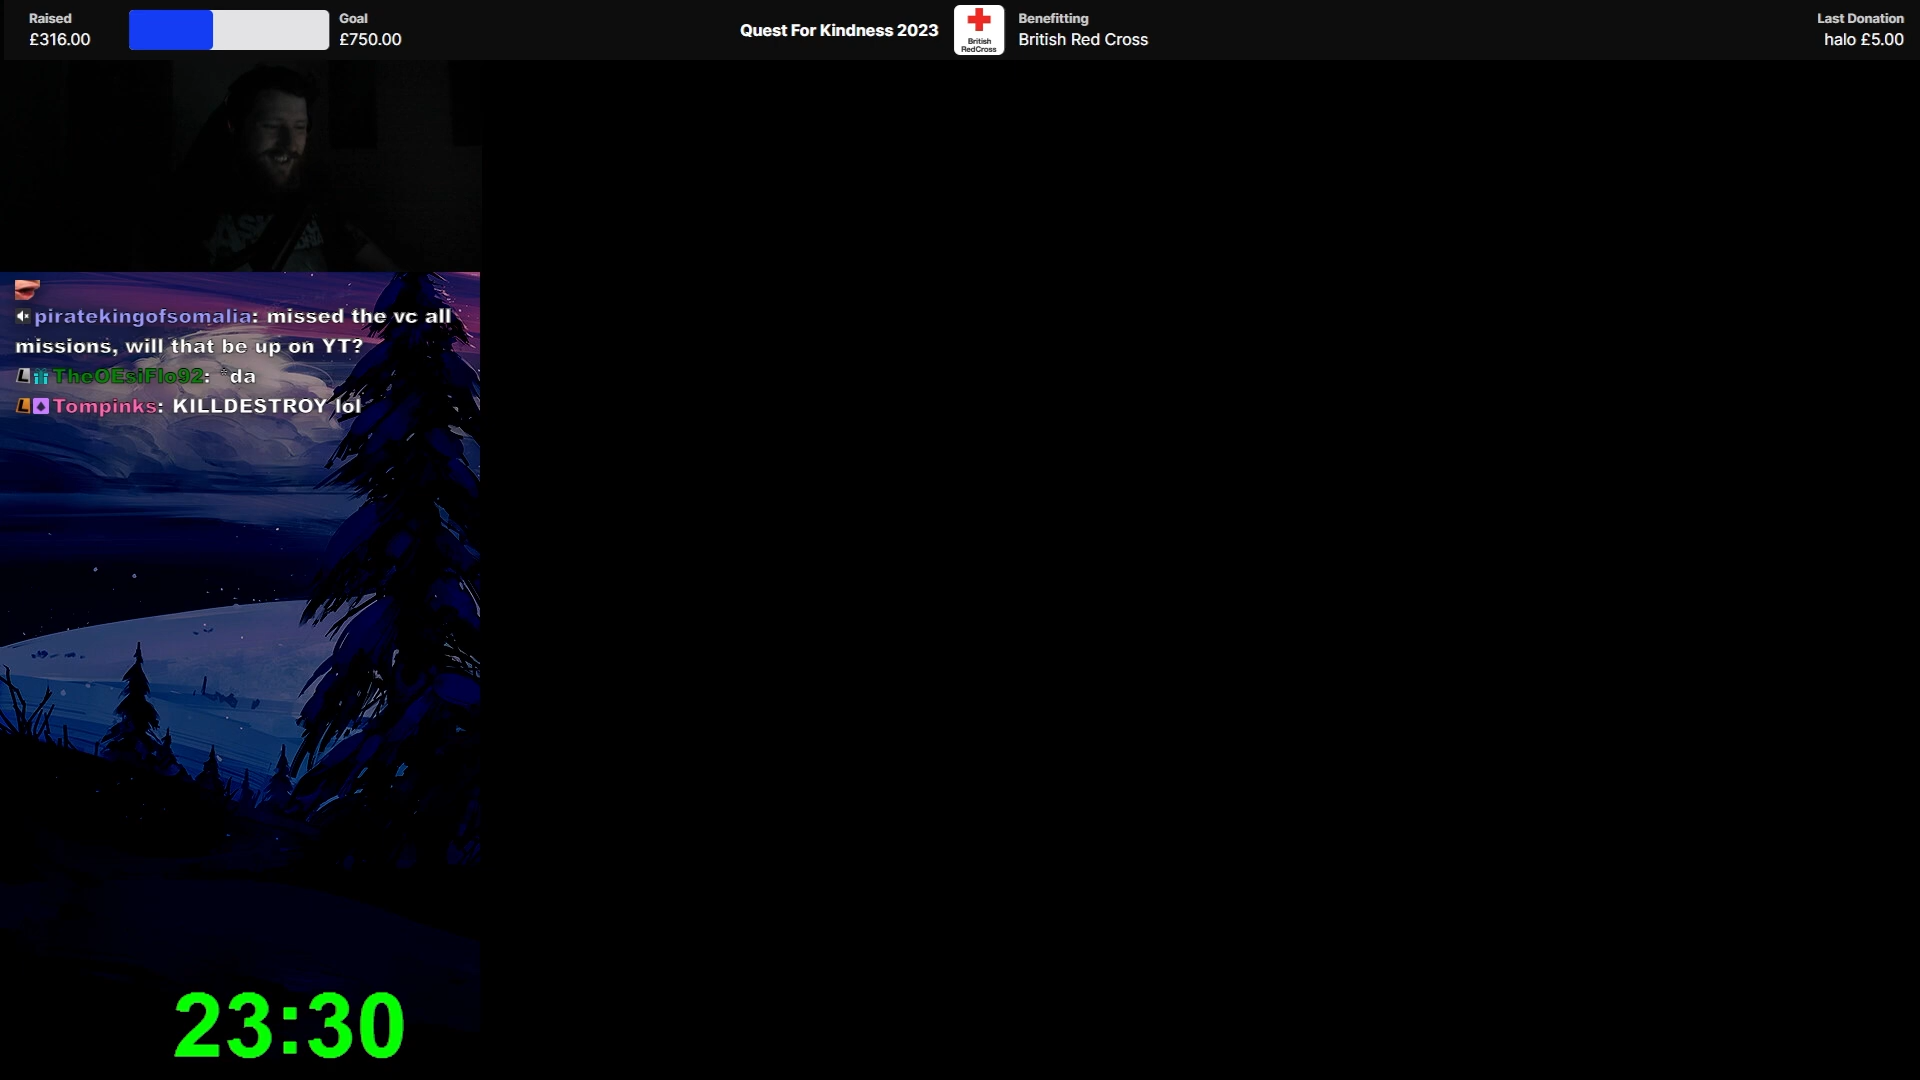 Raised
£316.00
Goal
£750.00
Quest For Kindness 2023
British
RedCross
Benefitting
British Red Cross
Last Donation
halo £5.00
piratekingofsomalia: missed the vc all
missions, will that be up on YT?
TheOEsiFlo92: *da
Tompinks: KILLDESTROY lol
23:30